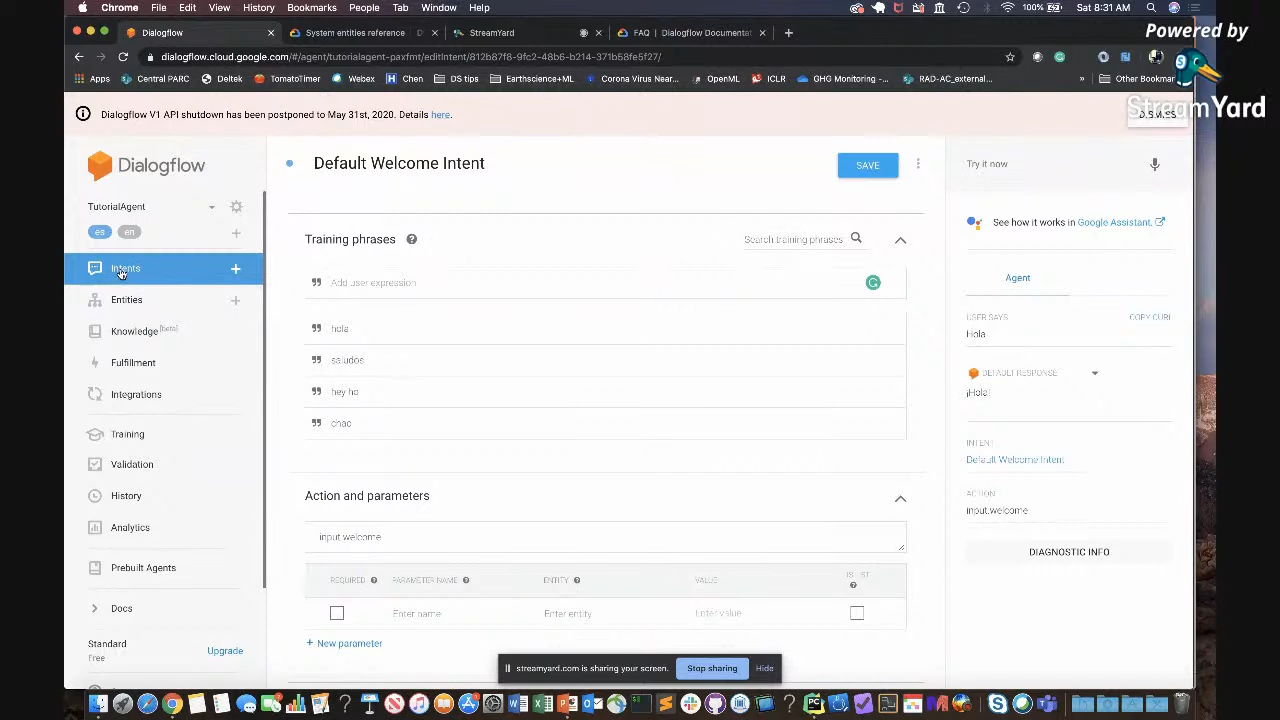 Chrome File Edit View History Bookmarks People Tab Window Help 100% Sat 8:31 AM
Powered by
StreamYard
Dialogflow × System entities reference × StreamYard × FAQ | Dialogflow Documentat × +
dialogflow.cloud.google.com/#/agent/tutorialagent-paxfmt/editIntent/812b87f8-9fc2-48b6-b214-371b58fe5f27/
Apps Central PARC Deltek TomatoTimer Webex Chen DS tips Earthscience+ML Corona Virus Near... OpenML ICLR OHG Monitoring -... RAD-AC_external... » Other Bookmar
Dialogflow V1 API shutdown has been postponed to May 31st, 2020. Details here.
Dialogflow
TutorialAgent
es en
Intents
Entities
Knowledge [beta]
Fulfillment
Integrations
Training
Validation
History
Analytics
Prebuilt Agents
Docs
Standard
Free
Upgrade
Default Welcome Intent
SAVE
Training phrases
Search training phrases
Add user expression
hola
saludos
hey ho
chao
Action and parameters
input.welcome
REQUIRED PARAMETER NAME ENTITY VALUE
Enter name Enter entity Enter value
+ New parameter
streamyard.com is sharing your screen. Stop sharing Hide
Try it now
See how it works in Google Assistant.
Agent
USER SAYS COPY CURL
Hola
DEFAULT RESPONSE
¡Hola!
INTENT
Default Welcome Intent
ACTION
input.welcome
DIAGNOSTIC INFO